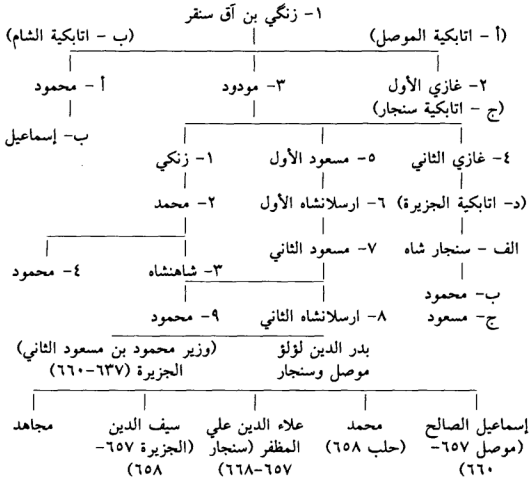 ١- زنكي بن آق سنقر
(أ - اتابكية الموصل) (ب - اتابكية الشام)
٢- غازي الأول ٣- مودود أ- محمود
(ج - اتابكية سنجار)
ب- إسماعيل
٤- غازي الثاني ٥- مسعود الأول ١- زنكي
(د- اتابكية الجزيرة) ٦- ارسلانشاه الأول ٢- محمد
الف - سنجار شاه ٧- مسعود الثاني ٣- شاهنشاه ٤- محمود
ب- محمود
ج- مسعود ٨- ارسلانشاه الثاني ٩- محمود
بدر الدين لؤلؤ (وزير محمود بن مسعود الثاني)
موصل وسنجار الجزيرة (٦٣٧-٦٦٠)
إسماعيل الصالح محمد علاء الدين علي سيف الدين مجاهد
(موصل ٦٥٧- (حلب ٦٥٨) المظفر (سنجار (الجزيرة ٦٥٧-
٦٦٠) ٦٥٧-٦٦٨) ٦٥٨)